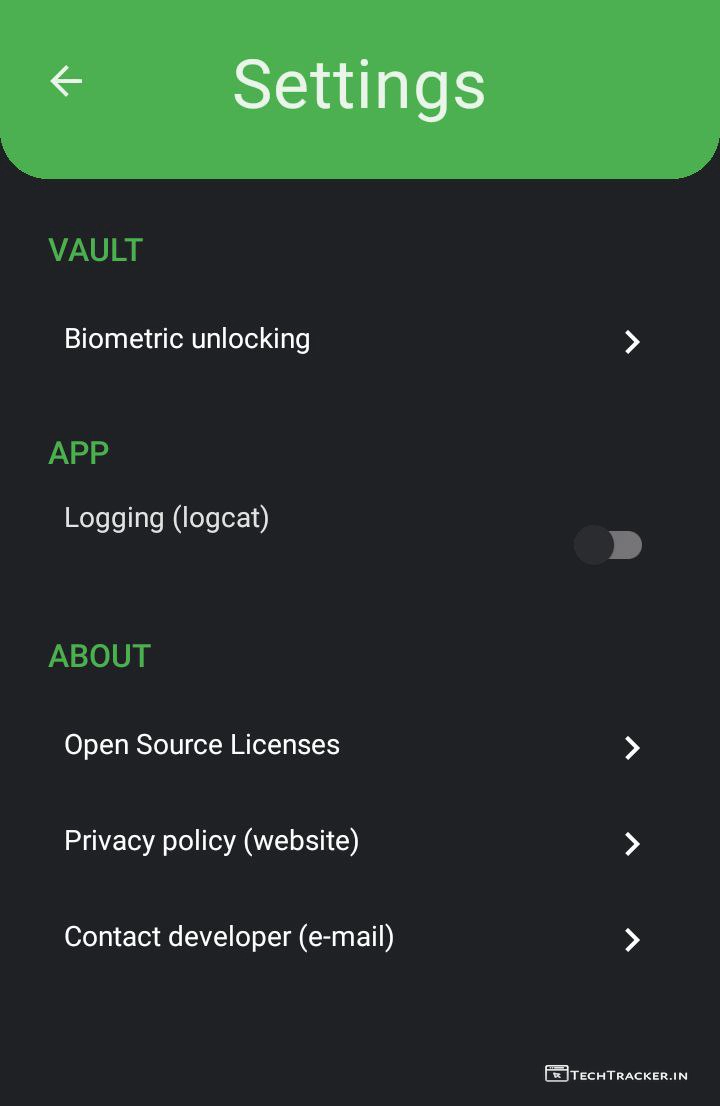 Settings
VAULT
Biometric unlocking
APP
Logging (logcat)
ABOUT
Open Source Licenses
Privacy policy (website)
Contact developer (e-mail)
TECHTRACKER.IN